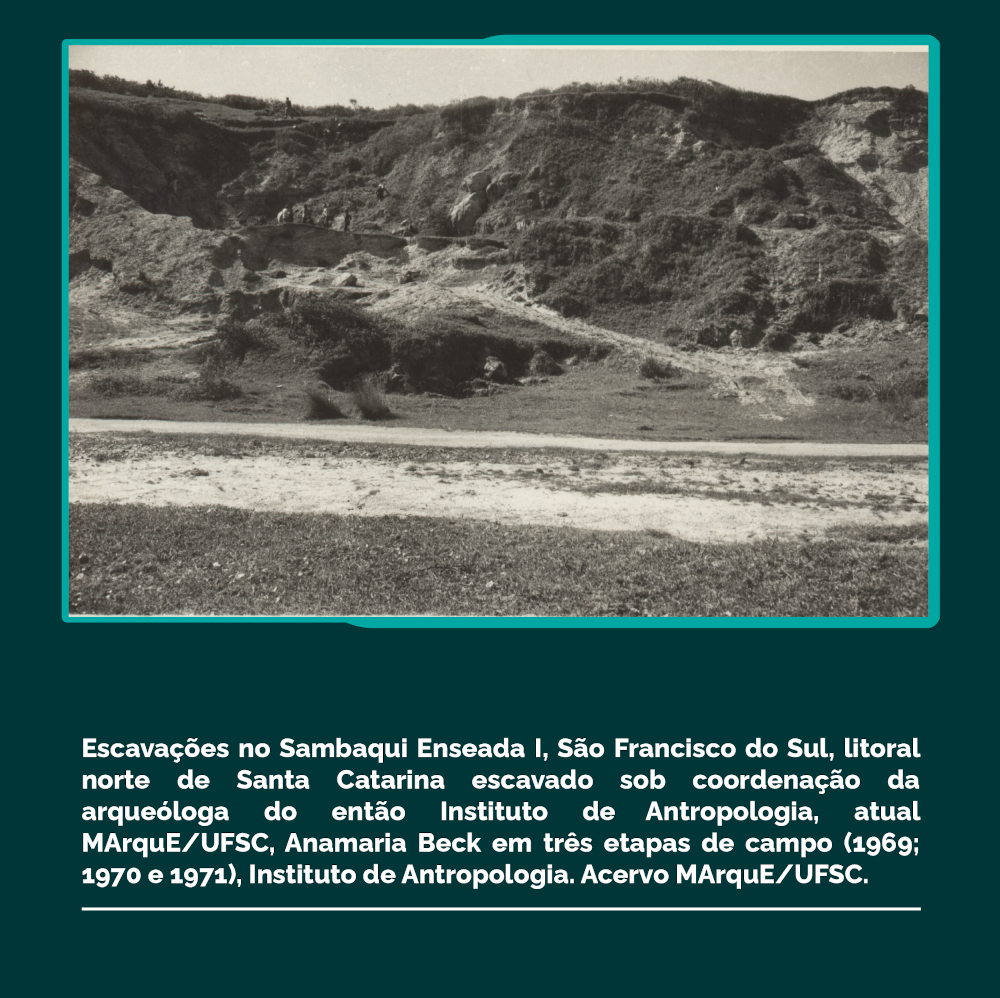 Escavações no Sambaqui Enseada I, São Francisco do Sul, litoral
norte de Santa Catarina escavado sob coordenação da
arqueóloga do então Instituto de Antropologia, atual
MArquE/UFSC, Anamaria Beck em três etapas de campo (1969;
1970 e 1971), Instituto de Antropologia. Acervo MArquE/UFSC.